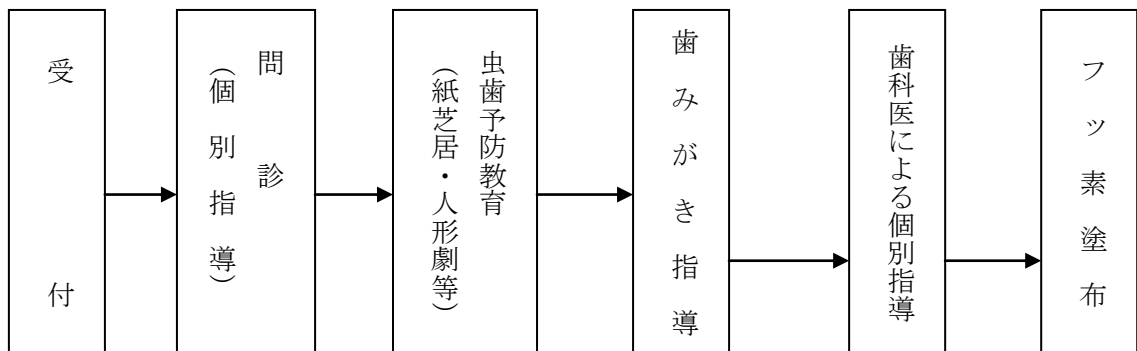 受付
問診
（個別指導）
虫歯予防教育
（紙芝居・人形劇等）
歯みがき指導
歯科医による個別指導
フッ素塗布